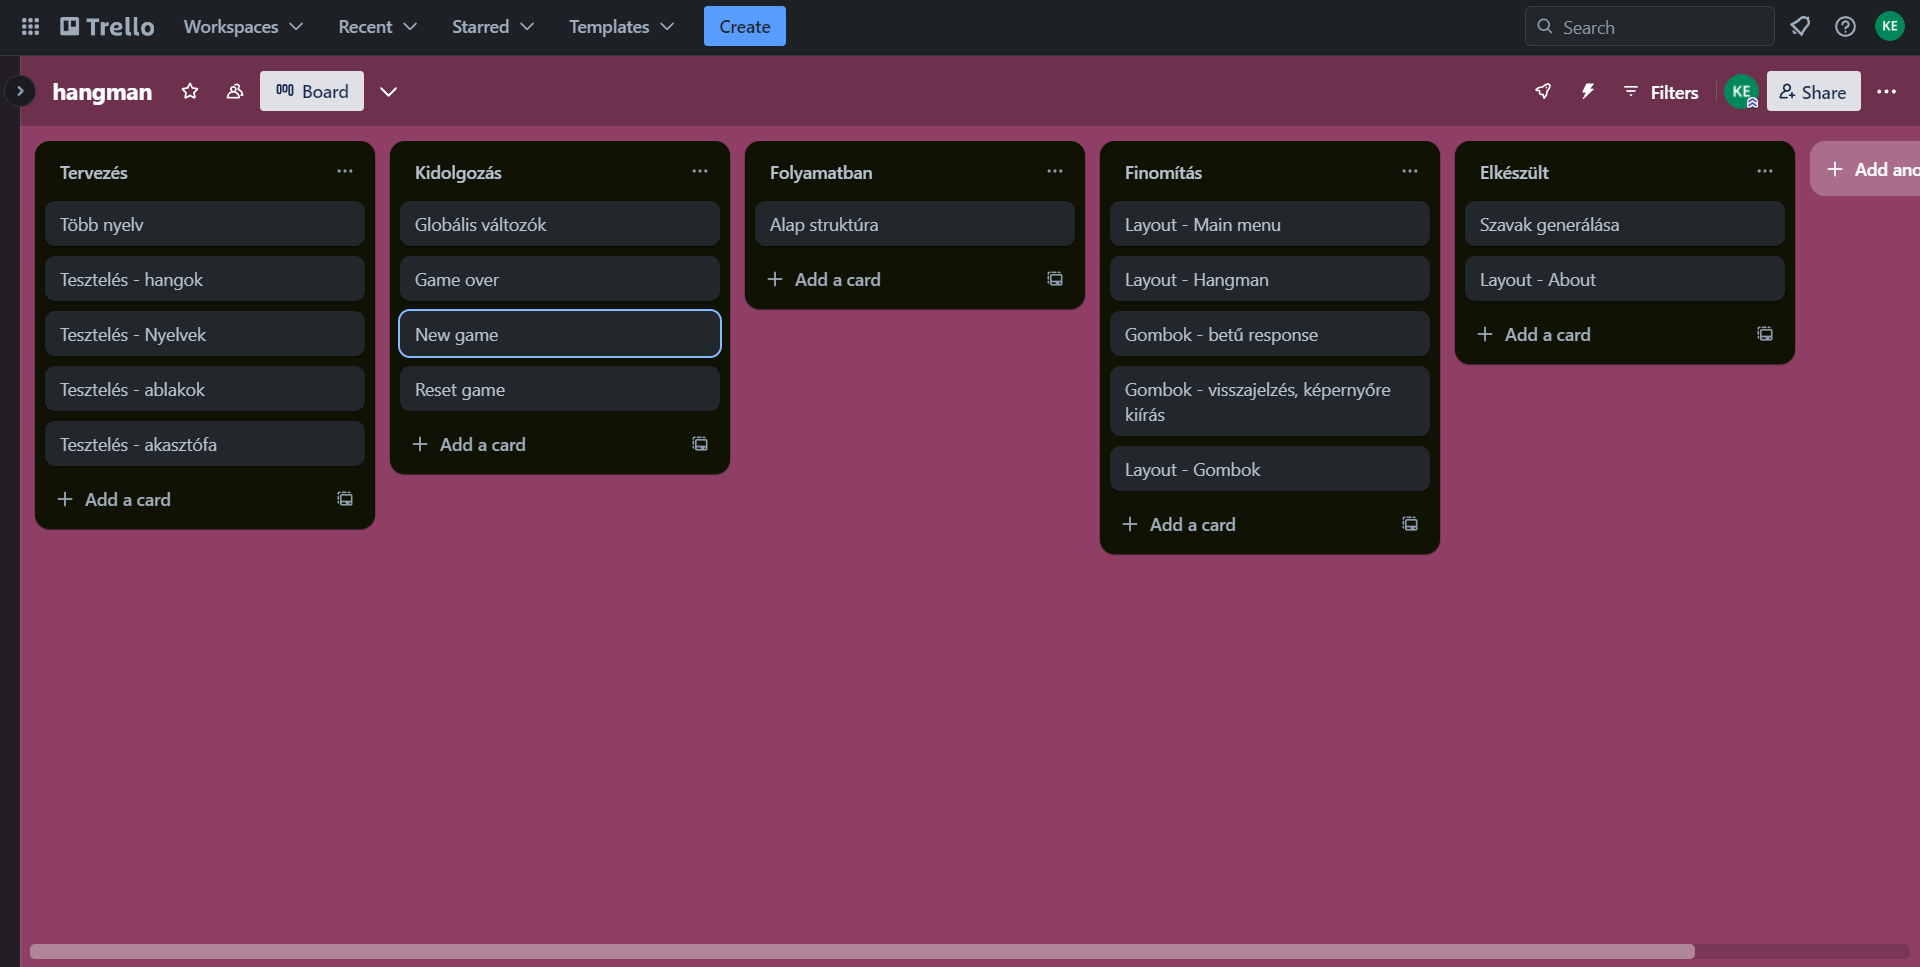 Trello
Workspaces
Recent
Starred
Templates
Create
Search
KE
hangman
Board
Filters
KE
Share
Tervezés
Több nyelv
Tesztelés - hangok
Tesztelés - Nyelvek
Tesztelés - ablakok
Tesztelés - akasztófa
Add a card
Kidolgozás
Globális változók
Game over
New game
Reset game
Add a card
Folyamatban
Alap struktúra
Add a card
Finomítás
Layout - Main menu
Layout - Hangman
Gombok - betű response
Gombok - visszajelzés, képernyőre
kiírás
Layout - Gombok
Add a card
Elkészült
Szavak generálása
Layout - About
Add a card
Add ano